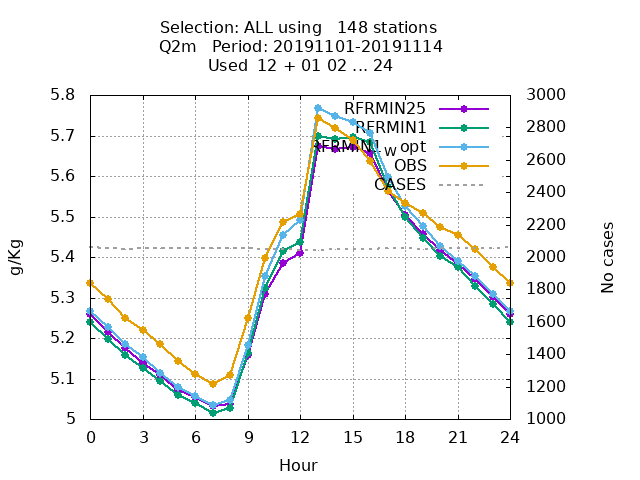 Selection: ALL using   148 stations
Q2m   Period: 20191101-20191114
Used  12 + 01 02 ... 24
5.8
5.7
5.6
5.5
5.4
5.3
5.2
5.1
5
g/Kg
RFRMIN25
RFRMIN1
RFRMIN1_W opt
OBS
CASES
3000
2800
2600
2400
2200
2000
1800
1600
1400
1200
1000
No cases
0 3 6 9 12 15 18 21 24
Hour